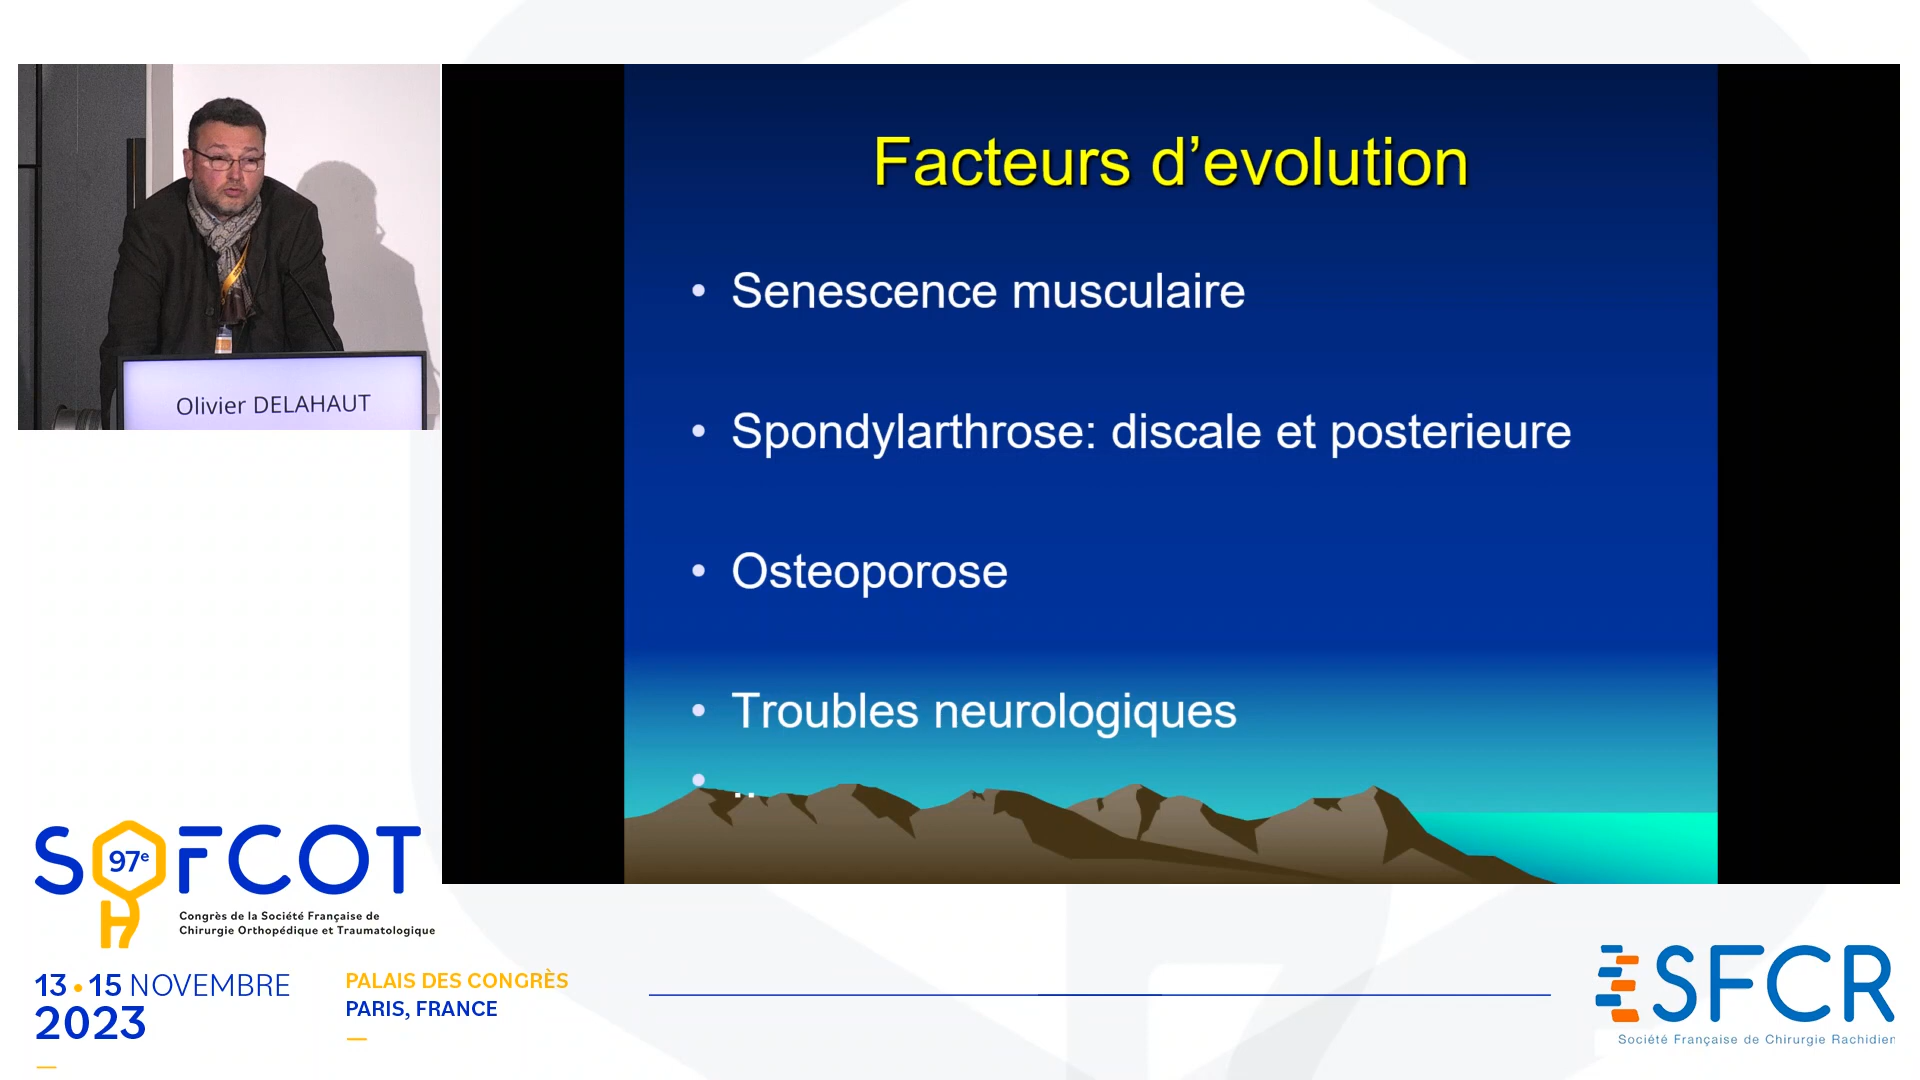 Facteurs d’evolution
• Senescence musculaire
• Spondylarthrose: discale et posterieure
• Osteoporose
• Troubles neurologiques
• ..
Olivier DELAHAUT
SOFCOT
97e
Congrès de la Société Française de
Chirurgie Orthopédique et Traumatologique
13 • 15 NOVEMBRE
2023
PALAIS DES CONGRÈS
PARIS, FRANCE
SFCR
Société Française de Chirurgie Rachidien